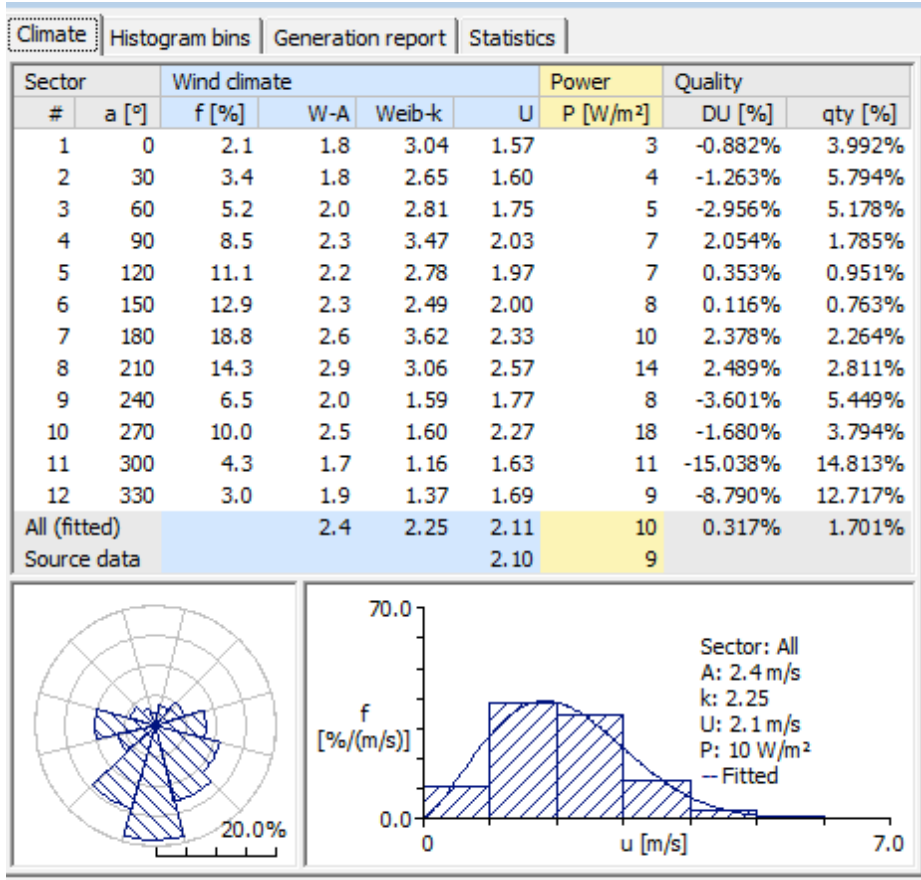 Climate Histogram bins Generation report Statistics
Sector Wind climate Power Quality
# a [°] f [%] W-A Weib-k U P [W/m²] DU [%] qty [%]
1 0 2.1 1.8 3.04 1.57 3 -0.882% 3.992%
2 30 3.4 1.8 2.65 1.60 4 -1.263% 5.794%
3 60 5.2 2.0 2.81 1.75 5 -2.956% 5.178%
4 90 8.5 2.3 3.47 2.03 7 2.054% 1.785%
5 120 11.1 2.2 2.78 1.97 7 0.353% 0.951%
6 150 12.9 2.3 2.49 2.00 8 0.116% 0.763%
7 180 18.8 2.6 3.62 2.33 10 2.378% 2.264%
8 210 14.3 2.9 3.06 2.57 14 2.489% 2.811%
9 240 6.5 2.0 1.59 1.77 8 -3.601% 5.449%
10 270 10.0 2.5 1.60 2.27 18 -1.680% 3.794%
11 300 4.3 1.7 1.16 1.63 11 -15.038% 14.813%
12 330 3.0 1.9 1.37 1.69 9 -8.790% 12.717%
All (fitted) 2.4 2.25 2.11 10 0.317% 1.701%
Source data 2.10 9
20.0%
70.0
f
[%/(m/s)]
0.0
0 u [m/s] 7.0
Sector: All
A: 2.4 m/s
k: 2.25
U: 2.1 m/s
P: 10 W/m²
-- Fitted